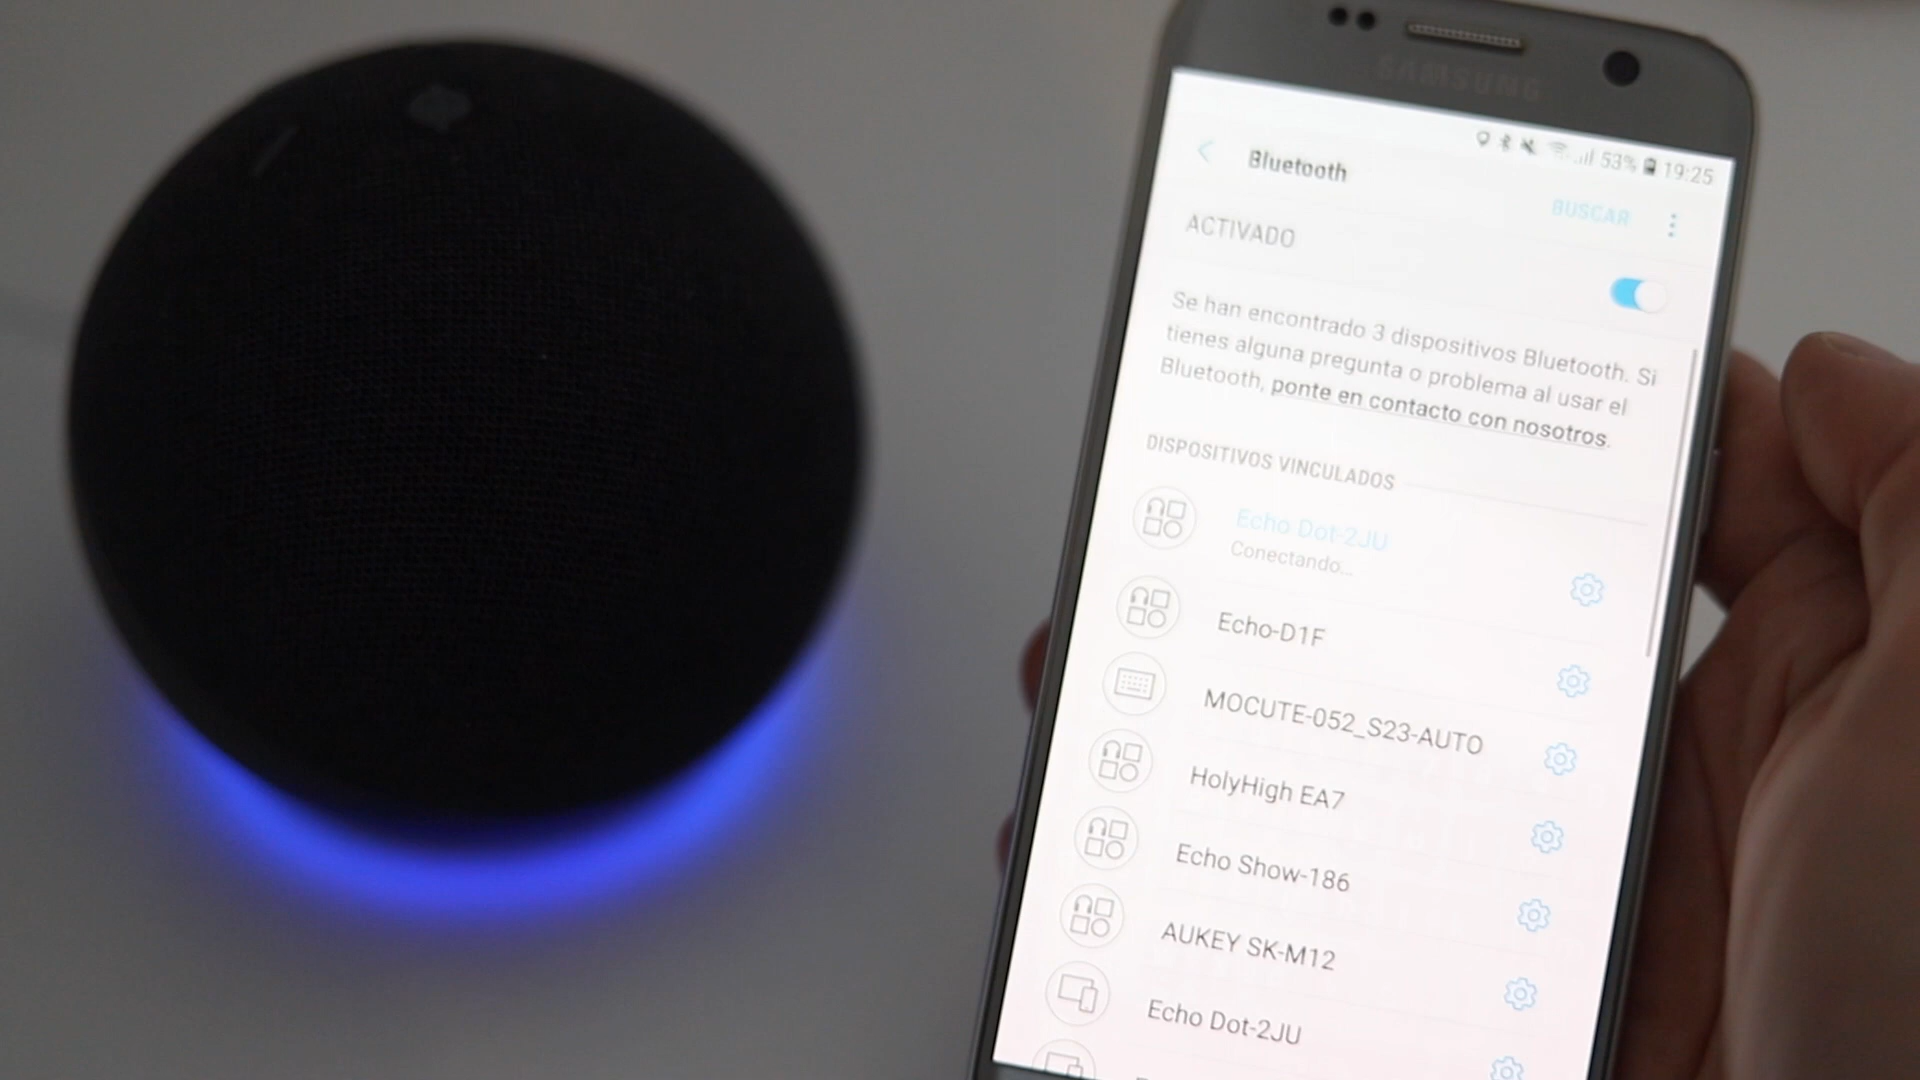 SAMSUNG
53% 19:25
Bluetooth
BUSCAR
ACTIVADO
Se han encontrado 3 dispositivos Bluetooth. Si
tienes alguna pregunta o problema al usar el
Bluetooth, ponte en contacto con nosotros.
DISPOSITIVOS VINCULADOS
Echo Dot-2JU
Conectando...
Echo-D1F
MOCUTE-052_S23-AUTO
HolyHigh EA7
Echo Show-186
AUKEY SK-M12
Echo Dot-2JU